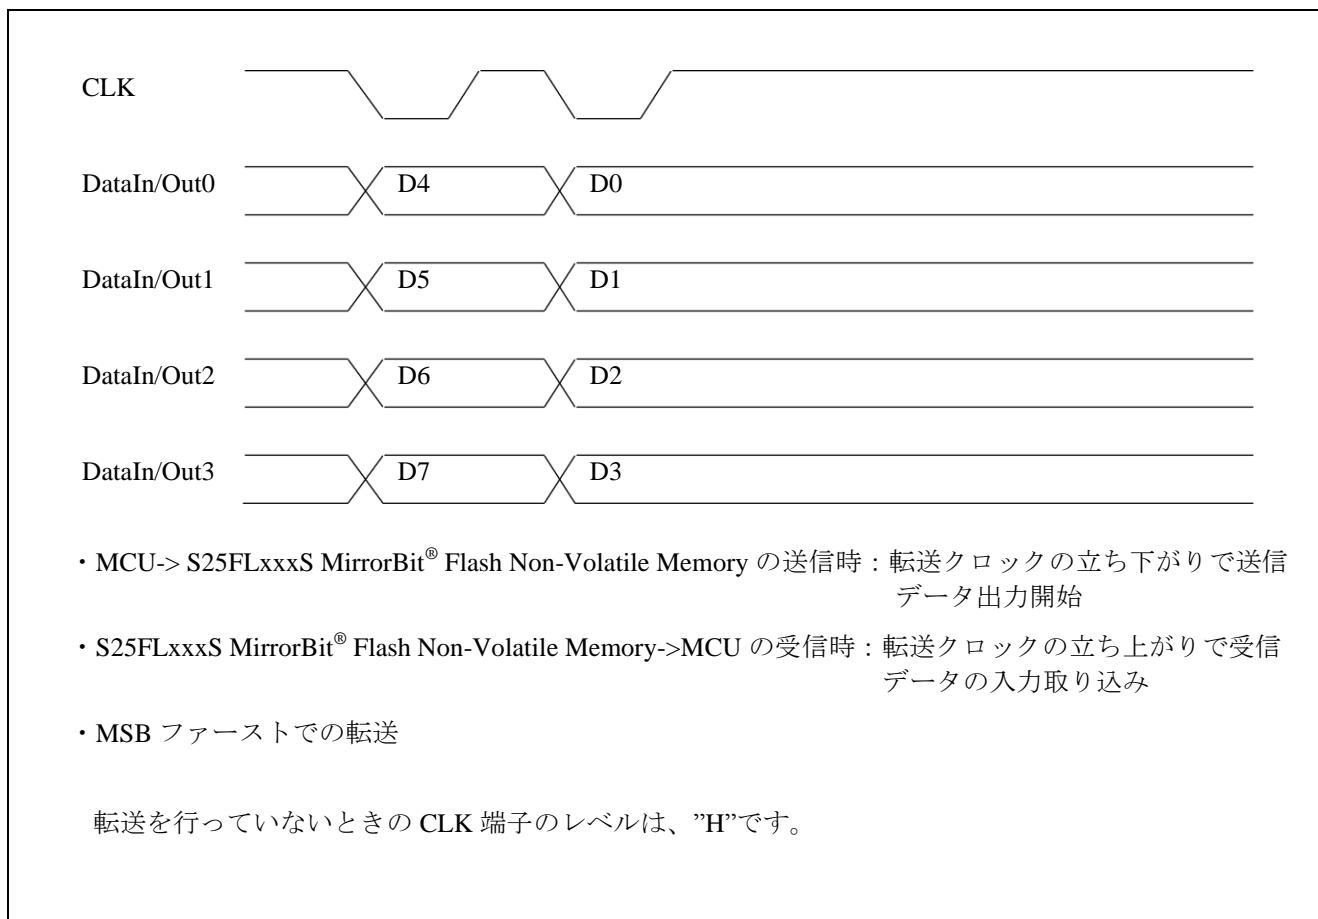 CLK
DataIn/Out0 D4 D0
DataIn/Out1 D5 D1
DataIn/Out2 D6 D2
DataIn/Out3 D7 D3
・MCU-> S25FLxxxS MirrorBit® Flash Non-Volatile Memory の送信時：転送クロックの立ち下がりで送信
データ出力開始
・S25FLxxxS MirrorBit® Flash Non-Volatile Memory->MCU の受信時：転送クロックの立ち上がりで受信
データの入力取り込み
・MSB ファーストでの転送
転送を行っていないときの CLK 端子のレベルは、”H”です。